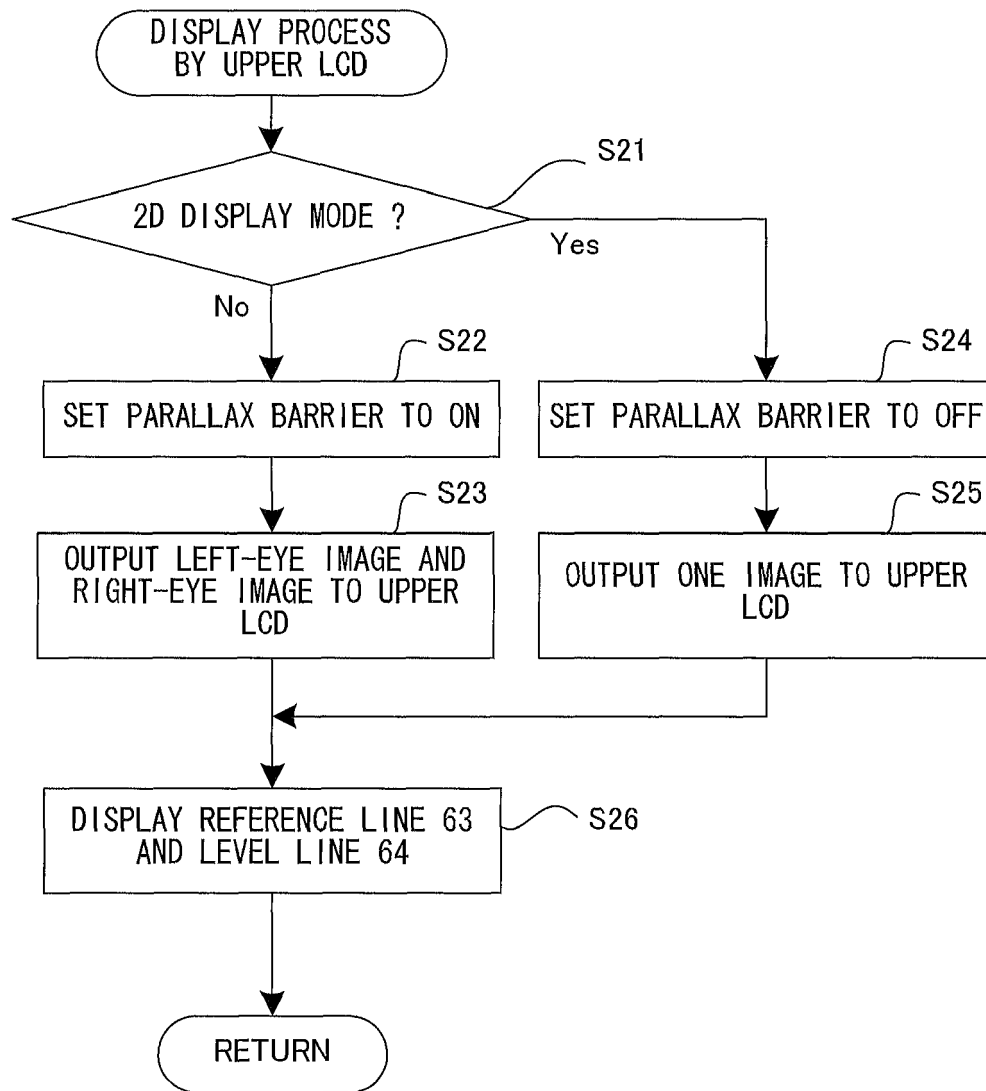 DISPLAY PROCESS
BY UPPER LCD
S21
2D DISPLAY MODE ?
Yes
No
S22
SET PARALLAX BARRIER TO ON
S24
SET PARALLAX BARRIER TO OFF
S23
OUTPUT LEFT-EYE IMAGE AND
RIGHT-EYE IMAGE TO UPPER
LCD
S25
OUTPUT ONE IMAGE TO UPPER
LCD
S26
DISPLAY REFERENCE LINE 63
AND LEVEL LINE 64
RETURN